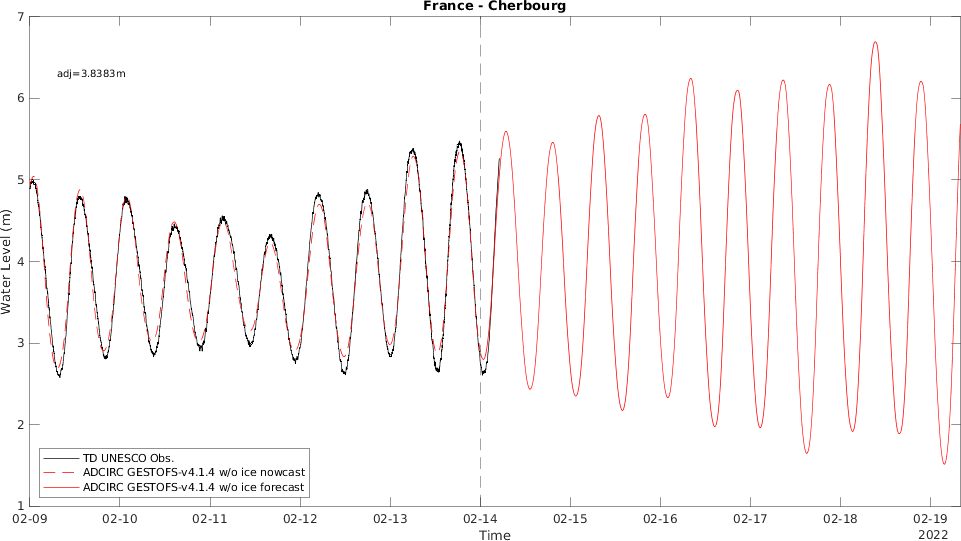 France - Cherbourg
7
adj=3.8383m
6
5
4
3
2
1
Water Level (m)
TD UNESCO Obs.
ADCIRC GESTOFS-v4.1.4 w/o ice nowcast
ADCIRC GESTOFS-v4.1.4 w/o ice forecast
02-09 02-10 02-11 02-12 02-13 02-14 02-15 02-16 02-17 02-18 02-19
Time
2022